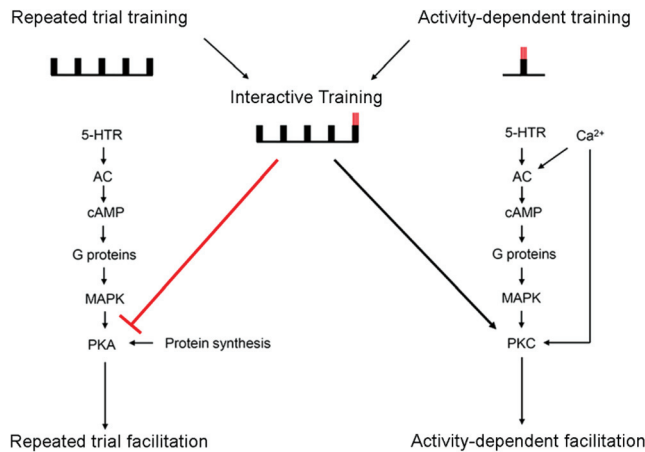 Repeated trial training
Activity-dependent training
Interactive Training
5-HTR
AC
cAMP
G proteins
MAPK
PKA
Protein synthesis
Repeated trial facilitation
5-HTR
Ca²⁺
AC
cAMP
G proteins
MAPK
PKC
Activity-dependent facilitation